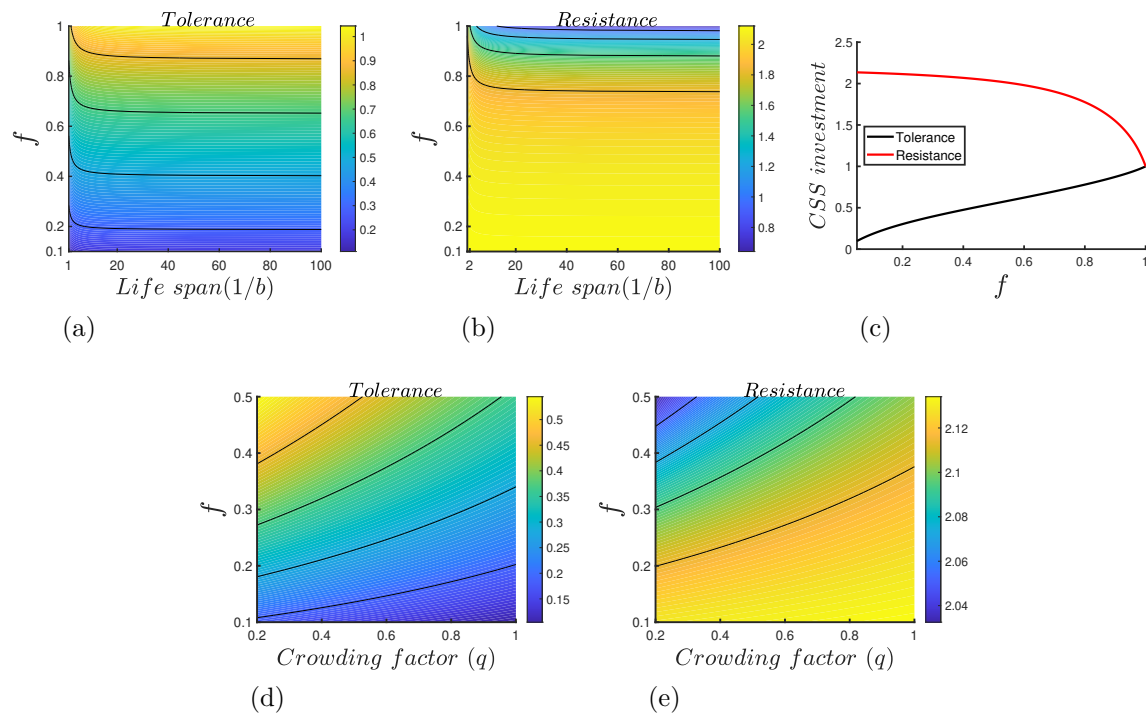 Tolerance
1
0.8
0.6
f
0.4
0.2
0.1
1 20 40 60 80 100
Life span(1/b)
1
0.9
0.8
0.7
0.6
0.5
0.4
0.3
0.2
(a)
Resistance
1
0.8
0.6
f
0.4
0.2
0.1
2 20 40 60 80 100
Life span(1/b)
2
1.8
1.6
1.4
1.2
1
0.8
(b)
2.5
2
1.5
1
0.5
0
CSS investment
Tolerance
Resistance
0.2 0.4 0.6 0.8 1
f
(c)
Tolerance
0.5
0.4
f
0.3
0.2
0.1
0.2 0.4 0.6 0.8 1
Crowding factor (q)
0.5
0.45
0.4
0.35
0.3
0.25
0.2
0.15
(d)
Resistance
0.5
0.4
f
0.3
0.2
0.1
0.2 0.4 0.6 0.8 1
Crowding factor (q)
2.12
2.1
2.08
2.06
2.04
(e)